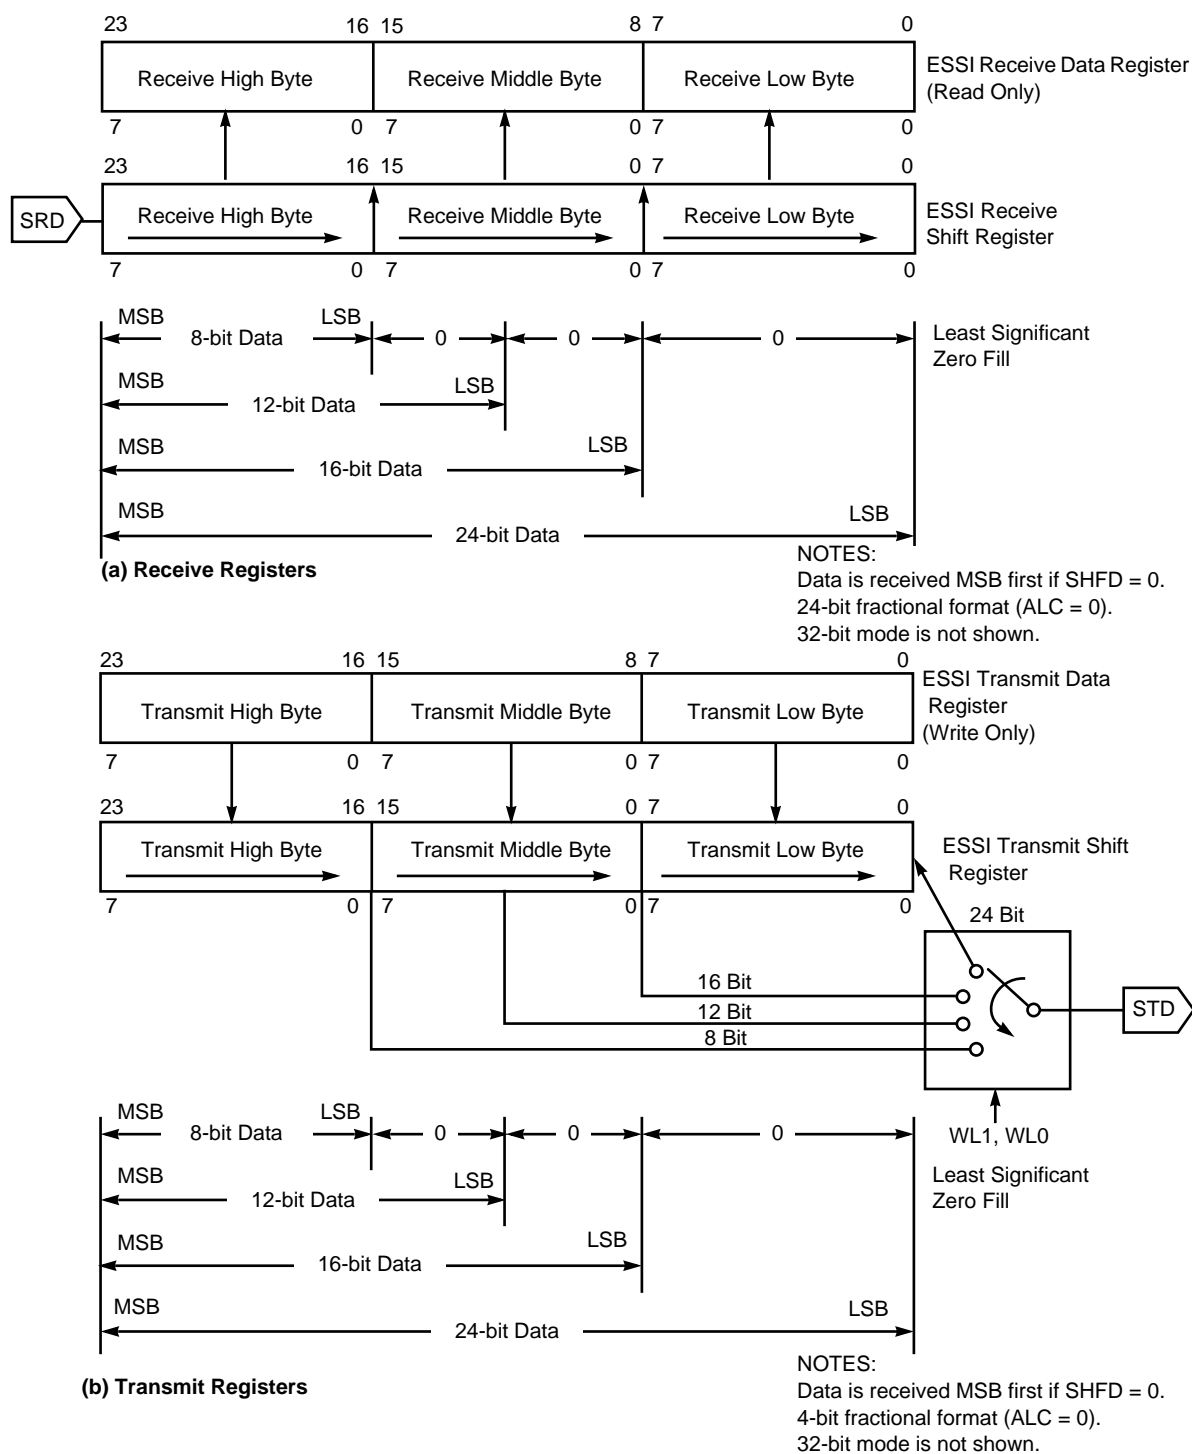 23 16 15 8 7 0
Receive High Byte Receive Middle Byte Receive Low Byte
ESSI Receive Data Register
(Read Only)
7 0 7 0 7 0
23 16 15 0 7 0
SRD
Receive High Byte Receive Middle Byte Receive Low Byte
ESSI Receive
Shift Register
7 0 7 0 7 0
MSB LSB
8-bit Data 0 0 0
Least Significant
Zero Fill
MSB LSB
12-bit Data
MSB LSB
16-bit Data
MSB LSB
24-bit Data
(a) Receive Registers
NOTES:
Data is received MSB first if SHFD = 0.
24-bit fractional format (ALC = 0).
32-bit mode is not shown.
23 16 15 8 7 0
Transmit High Byte Transmit Middle Byte Transmit Low Byte
ESSI Transmit Data
Register
(Write Only)
7 0 7 0 7 0
23 16 15 0 7 0
Transmit High Byte Transmit Middle Byte Transmit Low Byte
ESSI Transmit Shift
Register
7 0 7 0 7 0
24 Bit
16 Bit
12 Bit
8 Bit
STD
WL1, WL0
MSB LSB
8-bit Data 0 0 0
Least Significant
Zero Fill
MSB LSB
12-bit Data
MSB LSB
16-bit Data
MSB LSB
24-bit Data
(b) Transmit Registers
NOTES:
Data is received MSB first if SHFD = 0.
4-bit fractional format (ALC = 0).
32-bit mode is not shown.